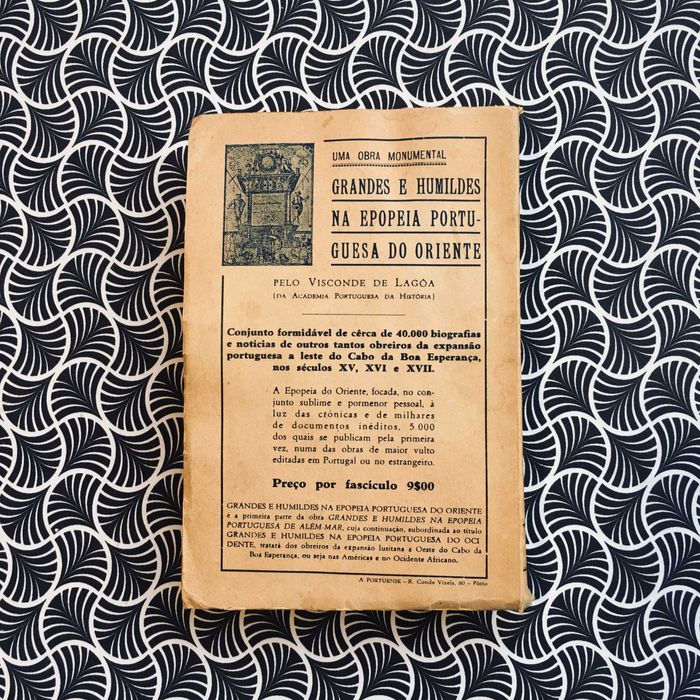 UMA OBRA MONUMENTAL
GRANDES E HUMILDES
NA EPOPEIA PORTU-
GUESA DO ORIENTE
PELO VISCONDE DE LAGÔA
(DA ACADEMIA PORTUGUESA DA HISTÓRIA)
Conjunto formidável de cêrca de 40.000 biografias
e notícias de outros tantos obreiros da expansão
portuguesa a leste do Cabo da Boa Esperança,
nos séculos XV, XVI e XVII.
A Epopeia do Oriente, focada, no con-
junto sublime e pormenor pessoal, à
luz das crónicas e de milhares
de documentos inéditos, 5.000
dos quais se publicam pela primeira
vez, numa das obras de maior vulto
editadas em Portugal ou no estrangeiro.
Preço por fascículo 9$00
GRANDES E HUMILDES NA EPOPEIA PORTUGUESA DO ORIENTE
é a primeira parte da obra GRANDES E HUMILDES NA EPOPEIA
PORTUGUESA DE ALÉM-MAR, cuja continuação, subordinada ao título
GRANDES E HUMILDES NA EPOPEIA PORTUGUESA DO OCI
DENTE, tratará dos obreiros da expansão lusitana a Oeste do Cabo da
Boa Esperança, ou seja nas Américas e no Ocidente Africano.
A PORTUENSE — R. Conde Vizela, 80 — Pôrto